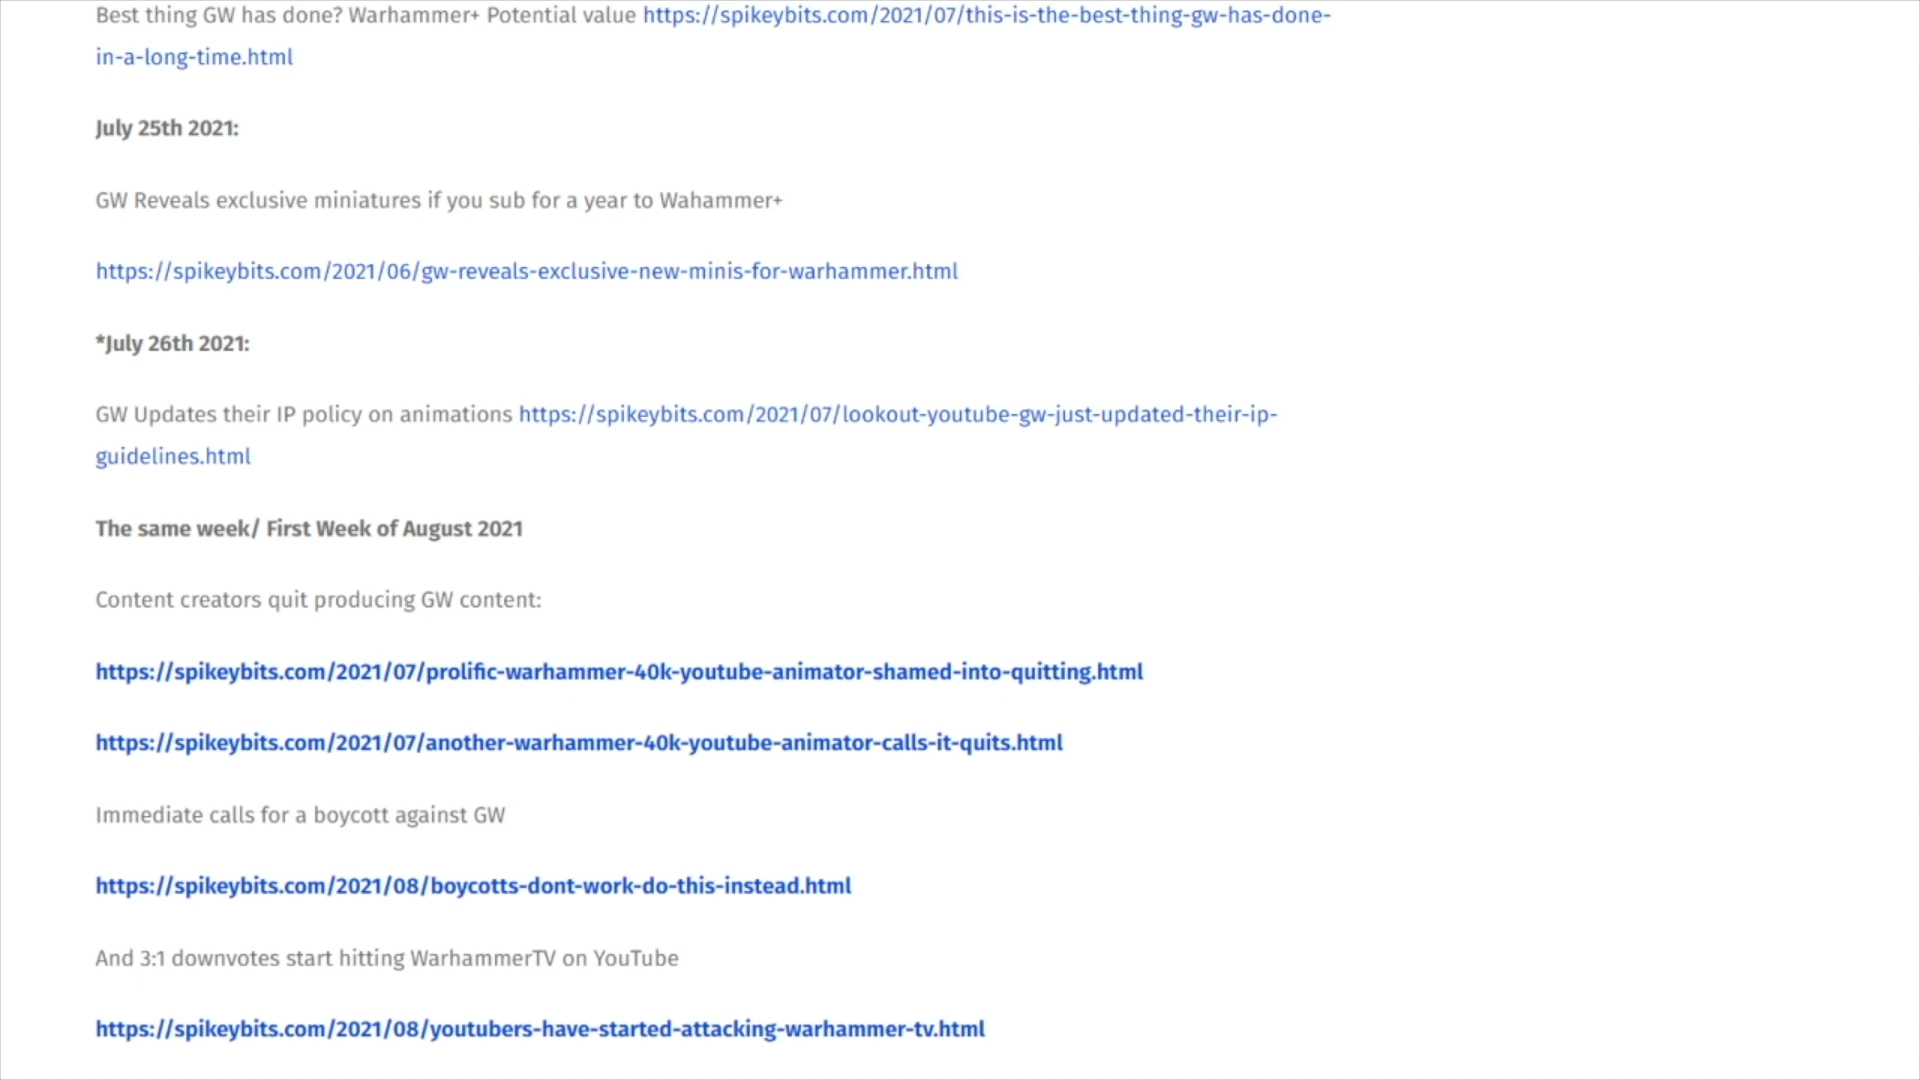 Best thing GW has done? Warhammer+ Potential value https://spikeybits.com/2021/07/this-is-the-best-thing-gw-has-done-
in-a-long-time.html
July 25th 2021:
GW Reveals exclusive miniatures if you sub for a year to Wahammer+
https://spikeybits.com/2021/06/gw-reveals-exclusive-new-minis-for-warhammer.html
*July 26th 2021:
GW Updates their IP policy on animations https://spikeybits.com/2021/07/lookout-youtube-gw-just-updated-their-ip-
guidelines.html
The same week/ First Week of August 2021
Content creators quit producing GW content:
https://spikeybits.com/2021/07/prolific-warhammer-40k-youtube-animator-shamed-into-quitting.html
https://spikeybits.com/2021/07/another-warhammer-40k-youtube-animator-calls-it-quits.html
Immediate calls for a boycott against GW
https://spikeybits.com/2021/08/boycotts-dont-work-do-this-instead.html
And 3:1 downvotes start hitting WarhammerTV on YouTube
https://spikeybits.com/2021/08/youtubers-have-started-attacking-warhammer-tv.html